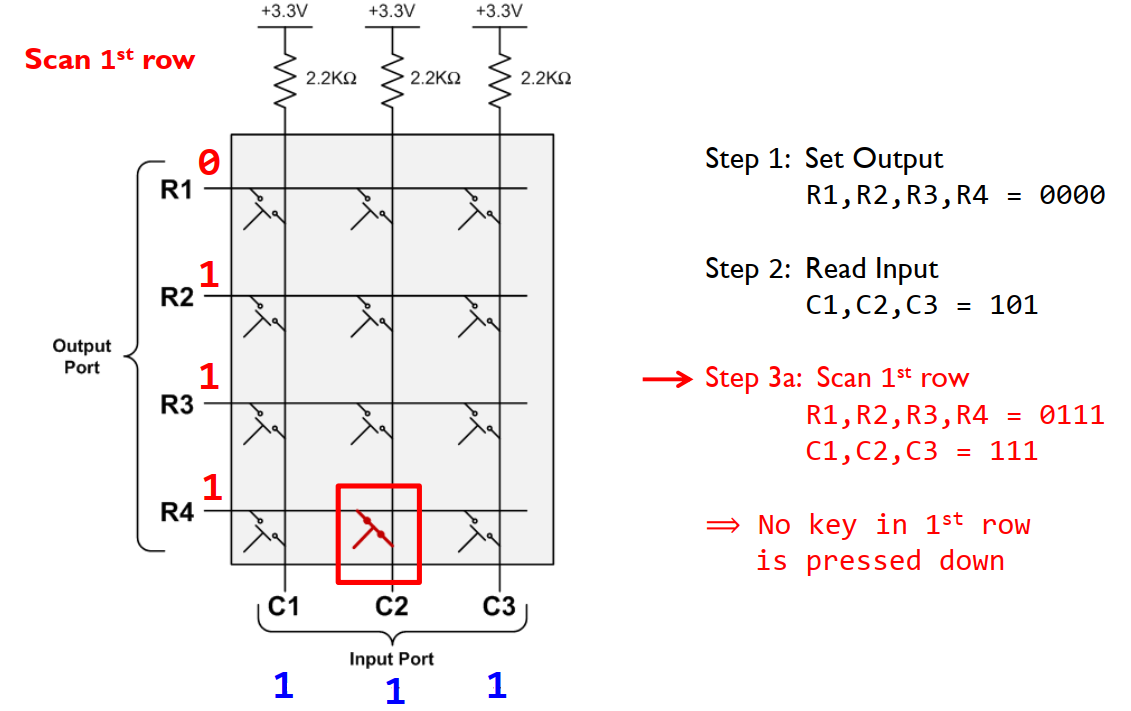 +3.3V +3.3V +3.3V
Scan 1st row
2.2KΩ 2.2KΩ 2.2KΩ
0
R1
1
R2
Output
Port
1
R3
1
R4
C1 C2 C3
Input Port
1 1 1
Step 1: Set Output
R1,R2,R3,R4 = 0000
Step 2: Read Input
C1,C2,C3 = 101
→ Step 3a: Scan 1st row
R1,R2,R3,R4 = 0111
C1,C2,C3 = 111
⟹ No key in 1st row
is pressed down